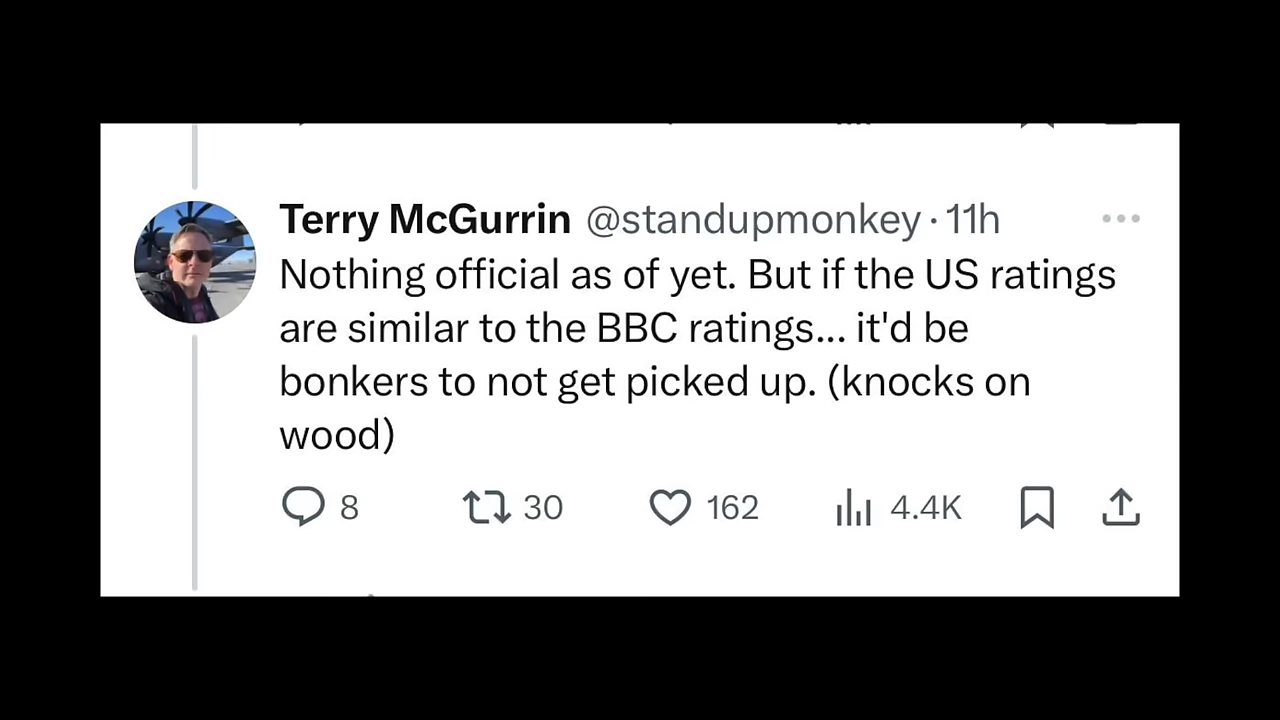 Terry McGurrin @standupmonkey · 11h
Nothing official as of yet. But if the US ratings
are similar to the BBC ratings... it'd be
bonkers to not get picked up. (knocks on
wood)
8 30 162 4.4K